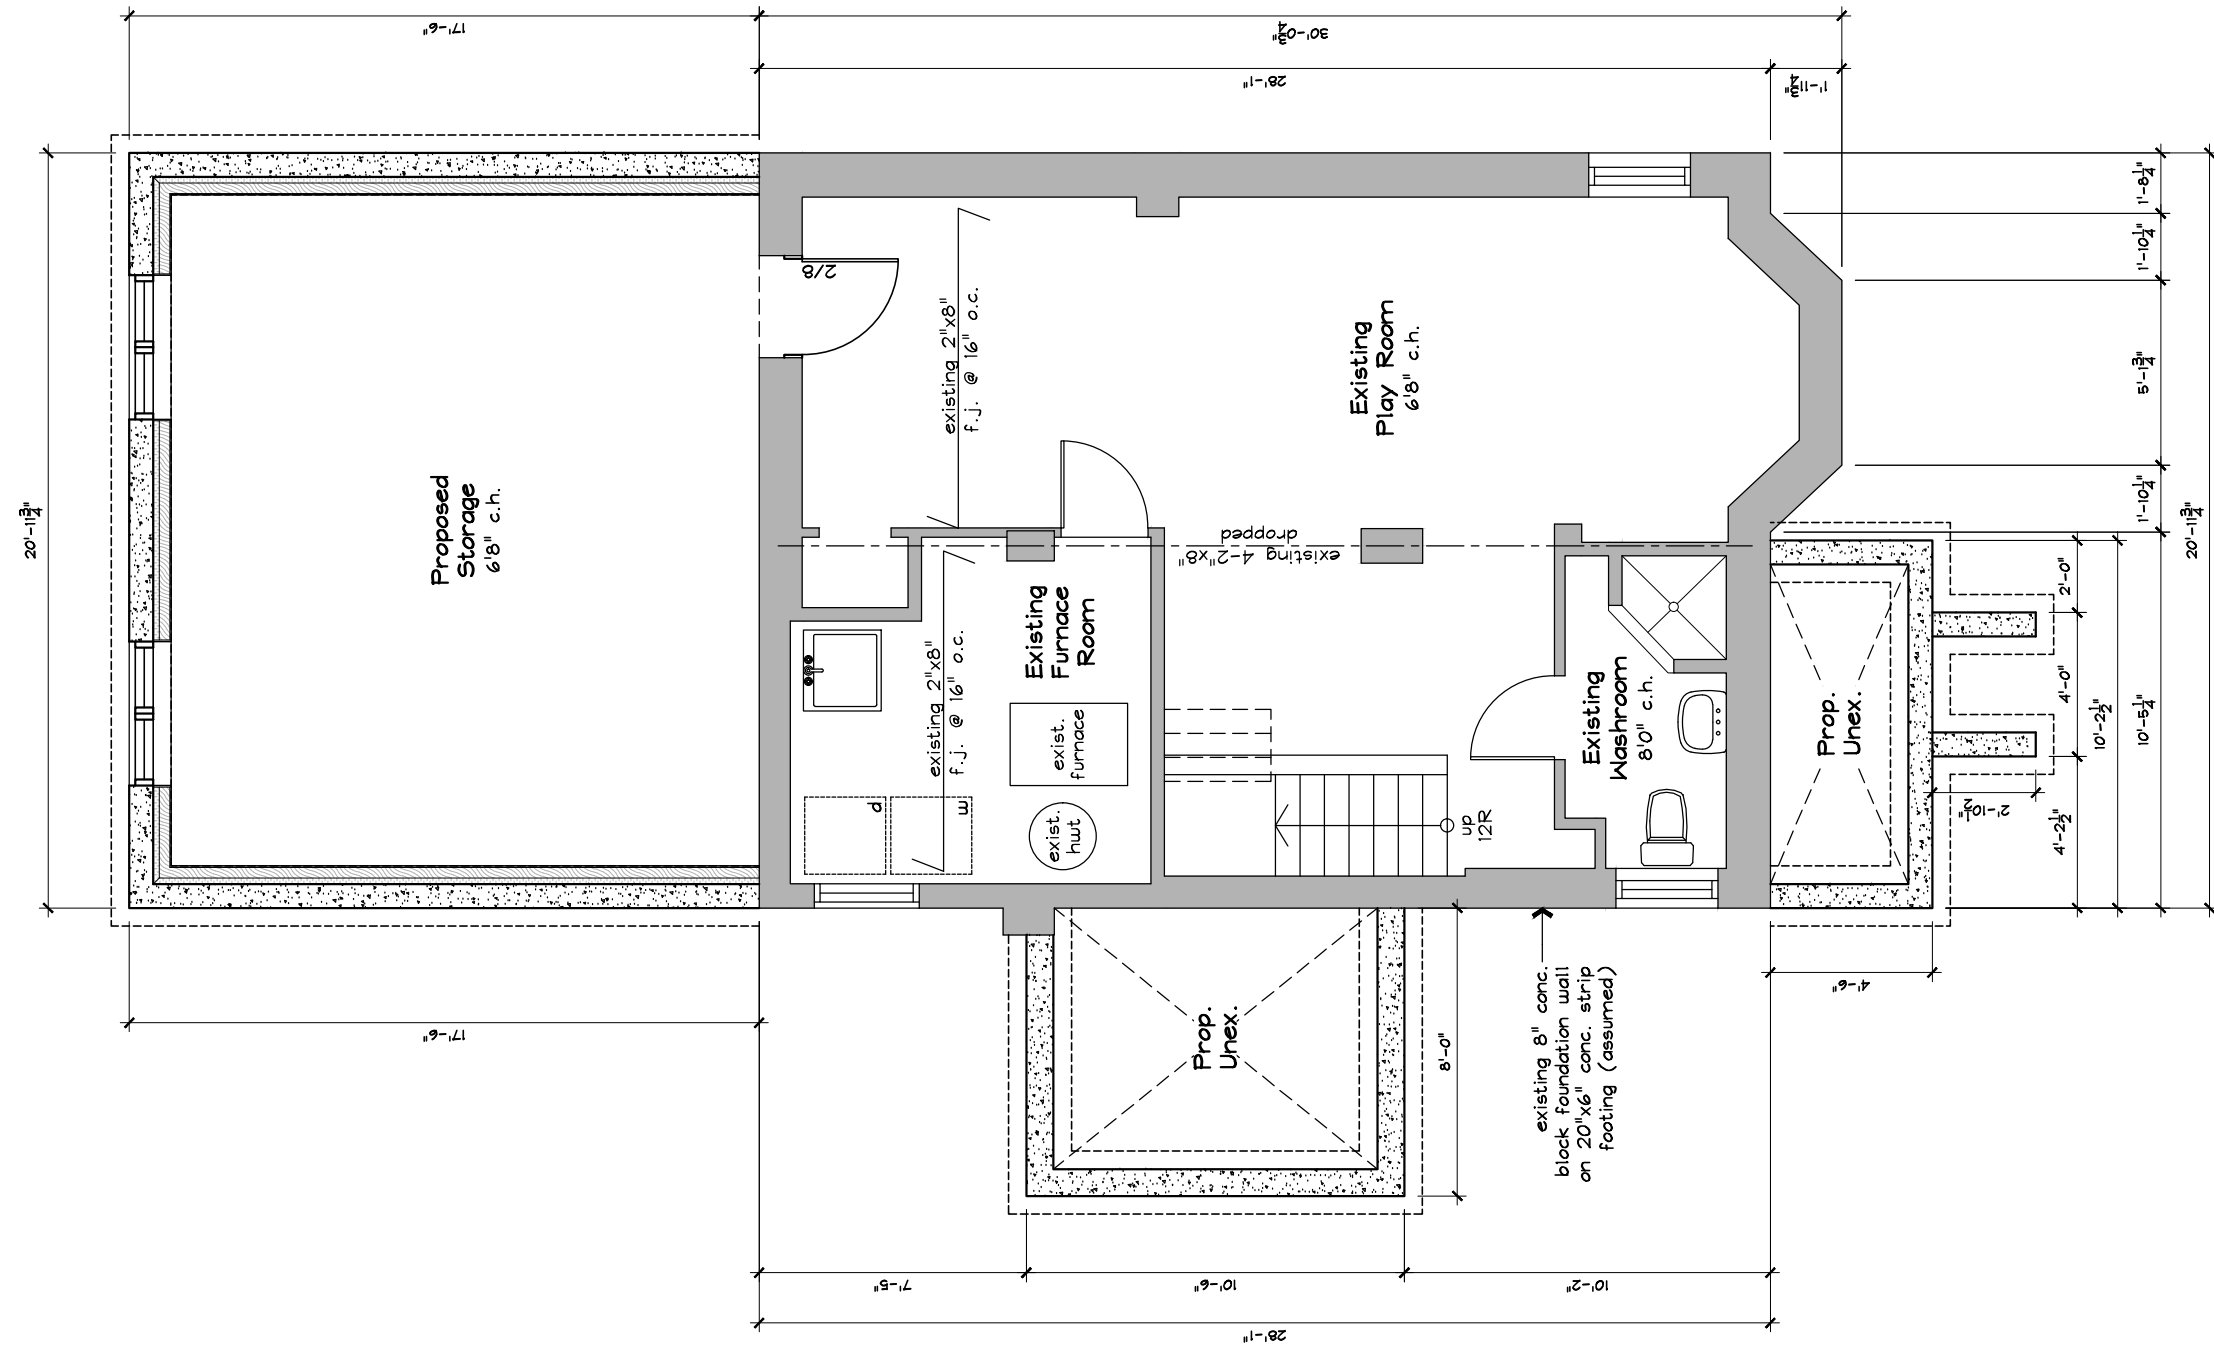 17'-6"
30'-0¾"
28'-1"
1'-11¾"
20'-11¾"
Proposed
Storage
6'8" c.h.
2/8
existing 2"x8"
f.j. @ 16" o.c.
Existing
Play Room
6'8" c.h.
existing 4-2"x8"
dropped
existing 2"x8"
f.j. @ 16" o.c.
Existing
Furnace
Room
exist.
furnace
exist.
hwt
d
w
up
12R
Existing
Washroom
8'0" c.h.
Prop.
Unex.
Prop.
Unex.
1'-8¼"
1'-10¼"
5'-1¾"
1'-10¼"
20'-11¾"
2'-0"
4'-0"
10'-2½"
10'-5¼"
4'-2½"
2'-10½"
4'-6"
8'-0"
existing 8" conc.
block foundation wall
on 20"x6" conc. strip
footing (assumed)
17'-6"
7'-5"
10'-6"
10'-2"
28'-1"